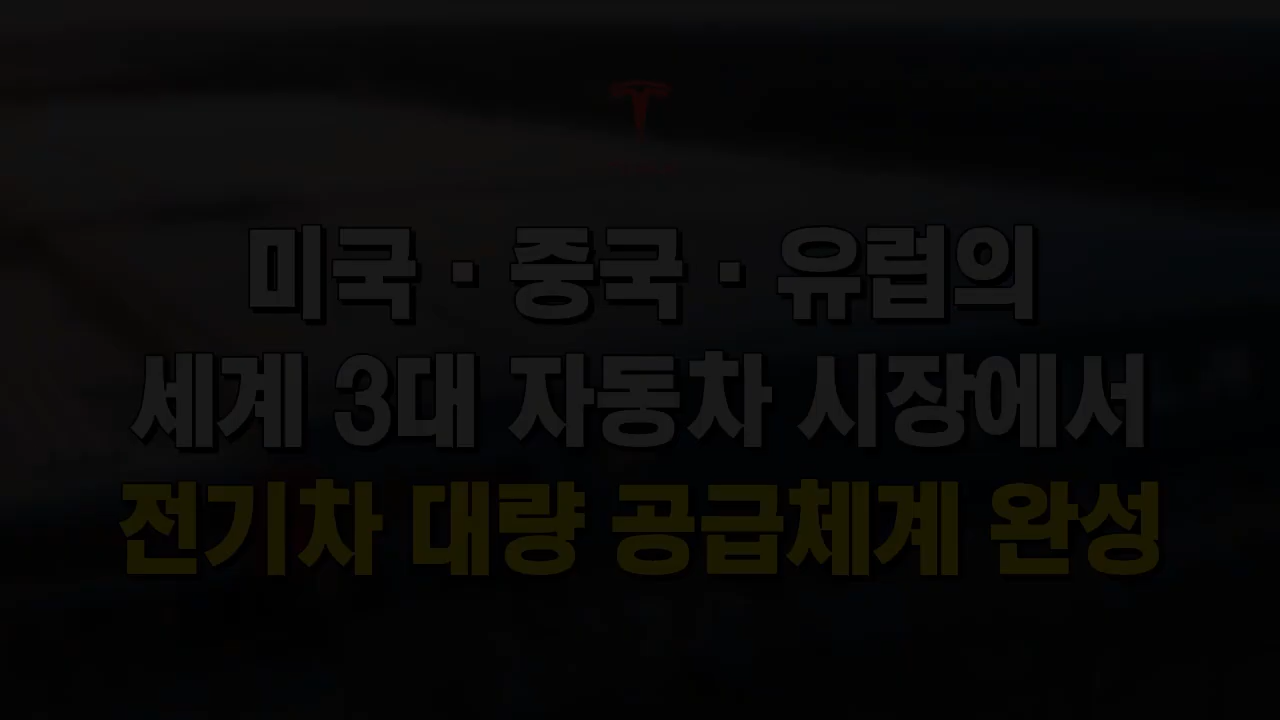 미국 · 중국 · 유럽의
세계 3대 자동차 시장에서
전기차 대량 공급체계 완성